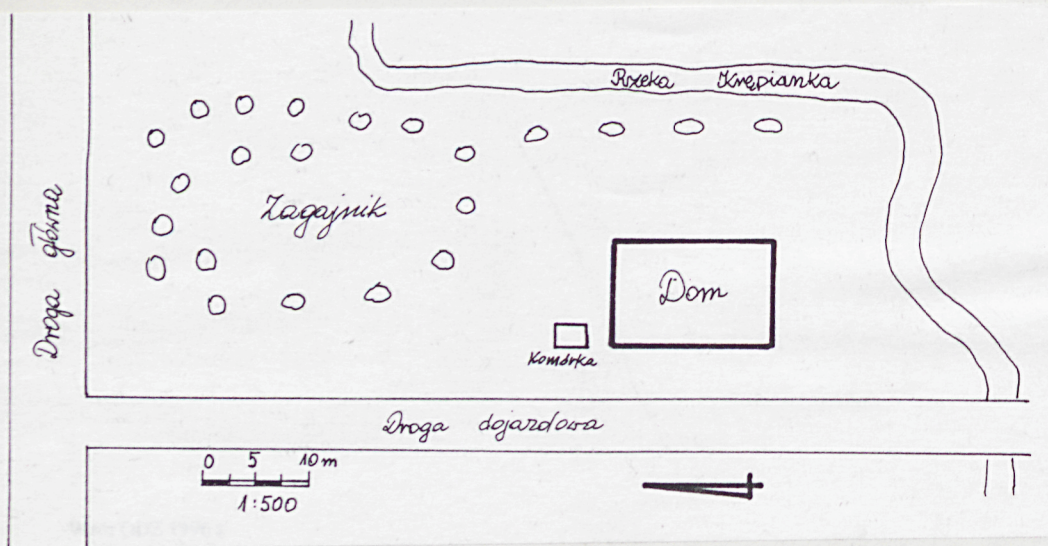 Rzeka Krępianka
Zagajnik
Droga główna
Dom
Komórka
Droga dojazdowa
0 5 10 m
1:500